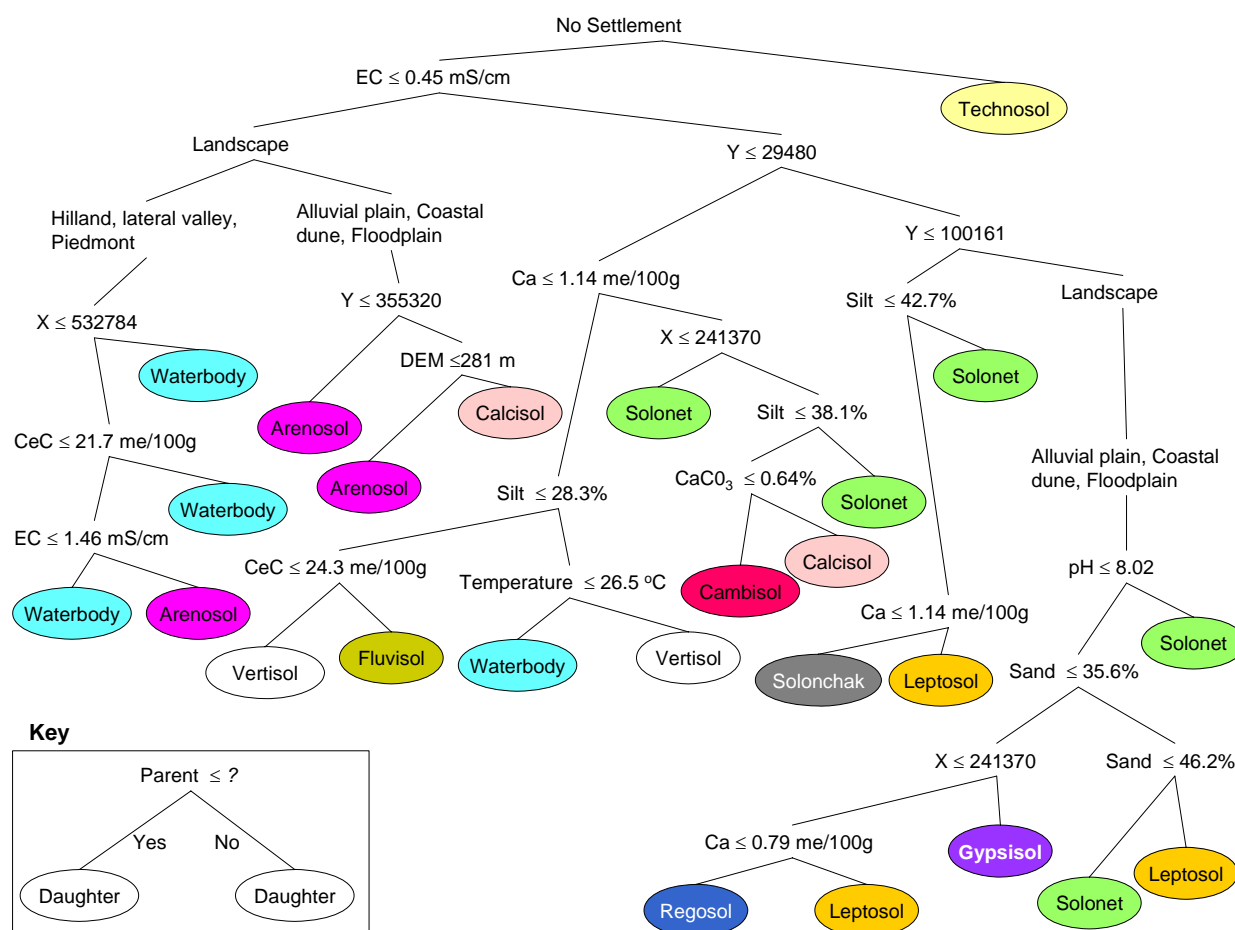 No Settlement
EC ≤ 0.45 mS/cm
Technosol
Landscape
Y ≤ 29480
Hilland, lateral valley,
Piedmont
Alluvial plain, Coastal
dune, Floodplain
Y ≤ 100161
Ca ≤ 1.14 me/100g
Y ≤ 355320
Silt ≤ 42.7%
Landscape
X ≤ 532784
X ≤ 241370
DEM ≤281 m
Waterbody
Solonet
Calcisol
Solonet
Silt ≤ 38.1%
Arenosol
CeC ≤ 21.7 me/100g
Alluvial plain, Coastal
dune, Floodplain
CaC0₃ ≤ 0.64%
Arenosol
Silt ≤ 28.3%
Solonet
Waterbody
EC ≤ 1.46 mS/cm
Calcisol
CeC ≤ 24.3 me/100g
Temperature ≤ 26.5 ºC
pH ≤ 8.02
Cambisol
Waterbody
Arenosol
Ca ≤ 1.14 me/100g
Solonet
Vertisol
Fluvisol
Waterbody
Vertisol
Solonchak
Leptosol
Sand ≤ 35.6%
Key
X ≤ 241370
Sand ≤ 46.2%
Parent ≤ ?
Yes
No
Ca ≤ 0.79 me/100g
Gypsisol
Leptosol
Daughter
Daughter
Regosol
Leptosol
Solonet